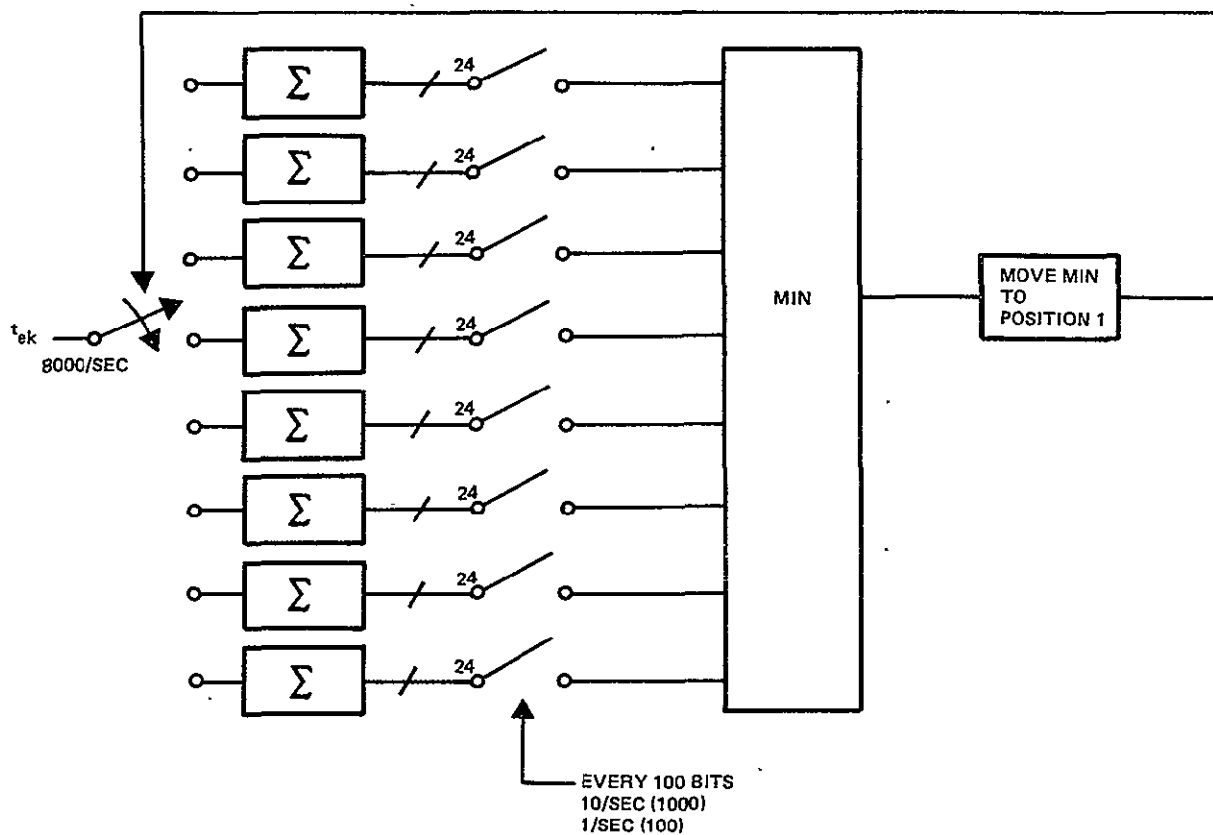 24
Σ
24
Σ
24
Σ
24
Σ
24
Σ
24
Σ
24
Σ
24
Σ
t_ek
8000/SEC
MIN
MOVE MIN
TO
POSITION 1
EVERY 100 BITS
10/SEC (1000)
1/SEC (100)